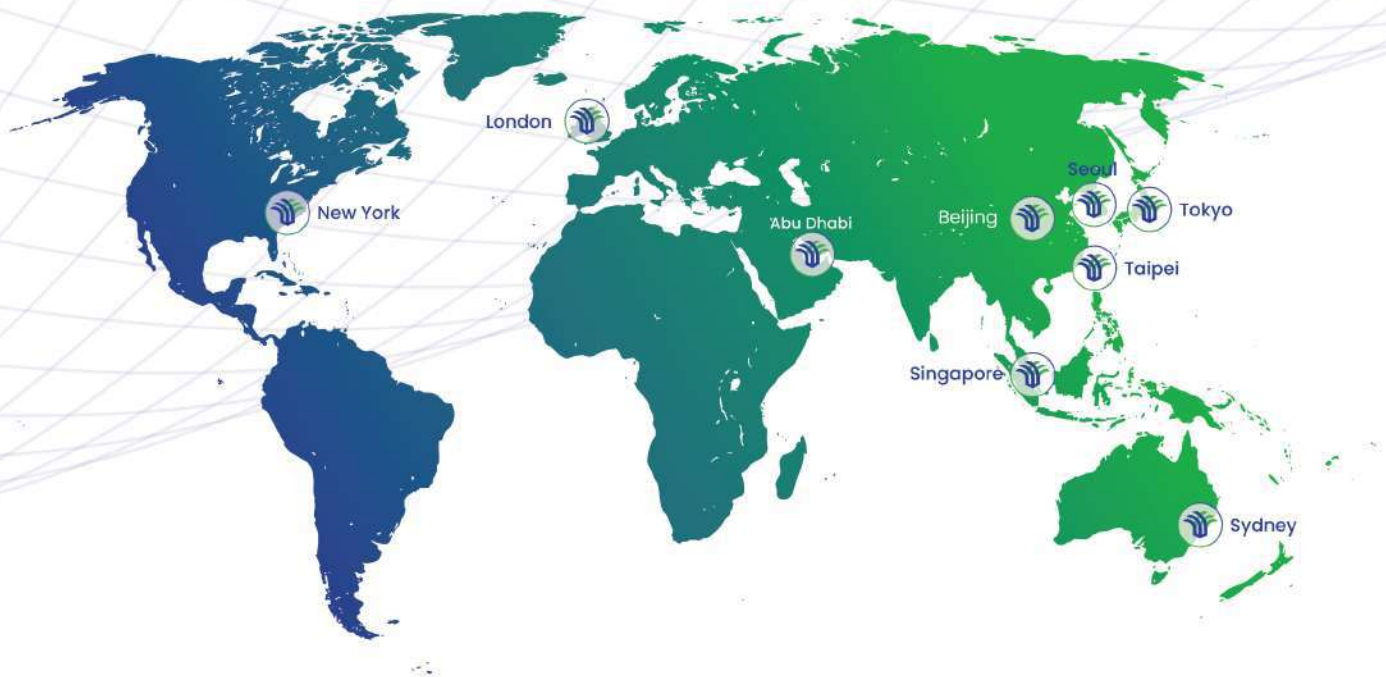 London
Seoul
New York
Beijing
Tokyo
'Abu Dhabi
Taipei
Singapore
Sydney